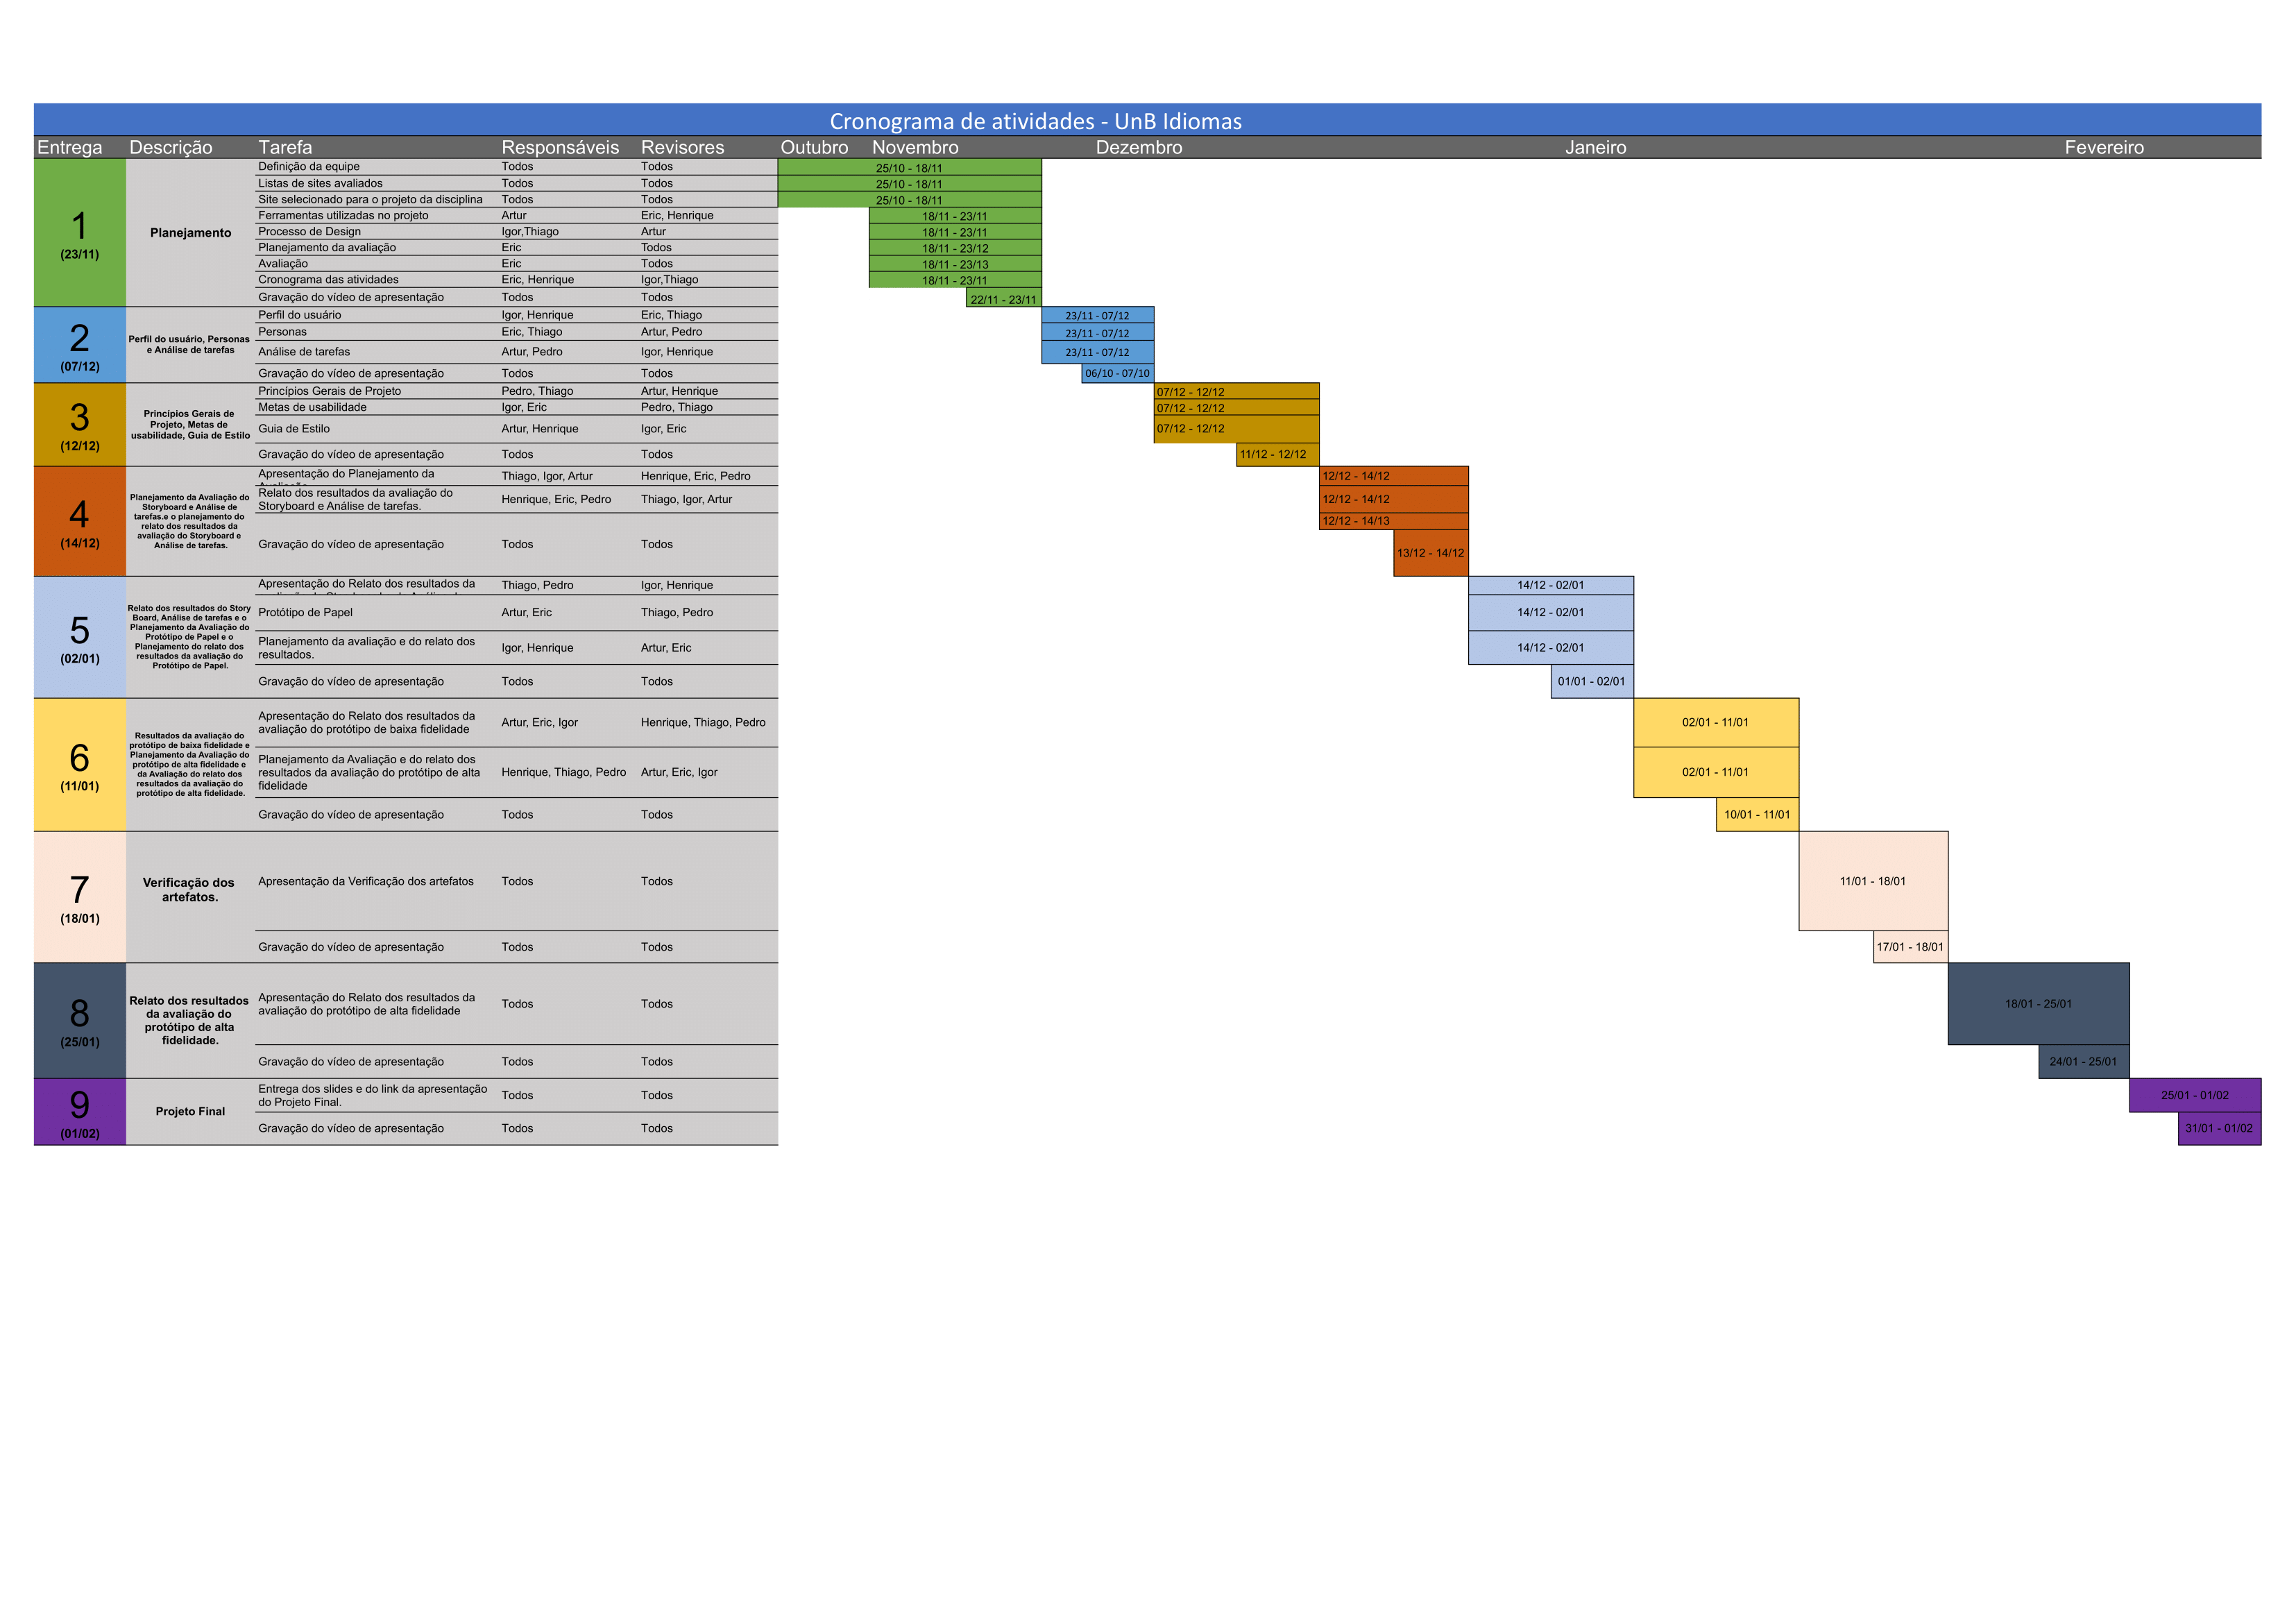 Cronograma de atividades - UnB Idiomas
Entrega Descrição Tarefa Responsáveis Revisores Outubro Novembro Dezembro Janeiro Fevereiro
1
(23/11)
Planejamento
Definição da equipe Todos Todos 25/10 - 18/11
Listas de sites avaliados Todos Todos 25/10 - 18/11
Site selecionado para o projeto da disciplina Todos Todos 25/10 - 18/11
Ferramentas utilizadas no projeto Artur Eric, Henrique 18/11 - 23/11
Processo de Design Igor,Thiago Artur 18/11 - 23/11
Planejamento da avaliação Eric Todos 18/11 - 23/12
Avaliação Eric Todos 18/11 - 23/13
Cronograma das atividades Eric, Henrique Igor,Thiago 18/11 - 23/11
Gravação do vídeo de apresentação Todos Todos 22/11 - 23/11
2
(07/12)
Perfil do usuário, Personas
e Análise de tarefas
Perfil do usuário Igor, Henrique Eric, Thiago 23/11 - 07/12
Personas Eric, Thiago Artur, Pedro 23/11 - 07/12
Análise de tarefas Artur, Pedro Igor, Henrique 23/11 - 07/12
Gravação do vídeo de apresentação Todos Todos 06/10 - 07/10
3
(12/12)
Principios Gerais de
Projeto, Metas de
usabilidade, Guia de Estilo
Princípios Gerais de Projeto Pedro, Thiago Artur, Henrique 07/12 - 12/12
Metas de usabilidade Igor, Eric Pedro, Thiago 07/12 - 12/12
Guia de Estilo Artur, Henrique Igor, Eric 07/12 - 12/12
Gravação do vídeo de apresentação Todos Todos 11/12 - 12/12
4
(14/12)
Planejamento da Avaliação do
Storyboard e Análise de
tarefas.e o planejamento do
relato dos resultados da
avaliação do Storyboard e
Análise de tarefas.
Apresentação do Planejamento da Thiago, Igor, Artur Henrique, Eric, Pedro 12/12 - 14/12
Relato dos resultados da avaliação do
Storyboard e Análise de tarefas. Henrique, Eric, Pedro Thiago, Igor, Artur 12/12 - 14/12
12/12 - 14/13
Gravação do vídeo de apresentação Todos Todos 13/12 - 14/12
5
(02/01)
Relato dos resultados do Story
Board, Análise de tarefas e o
Planejamento da Avaliação do
Protótipo de Papel e o
Planejamento do relato dos
resultados da avaliação do
Protótipo de Papel.
Apresentação do Relato dos resultados da Thiago, Pedro Igor, Henrique 14/12 - 02/01
Protótipo de Papel Artur, Eric Thiago, Pedro 14/12 - 02/01
Planejamento da avaliação e do relato dos
resultados. Igor, Henrique Artur, Eric 14/12 - 02/01
Gravação do vídeo de apresentação Todos Todos 01/01 - 02/01
6
(11/01)
Resultados da avaliação do
protótipo de baixa fidelidade e
Planejamento da Avaliação do
protótipo de alta fidelidade e
da Avaliação do relato dos
resultados da avaliação do
protótipo de alta fidelidade.
Apresentação do Relato dos resultados da
avaliação do protótipo de baixa fidelidade Artur, Eric, Igor Henrique, Thiago, Pedro 02/01 - 11/01
Planejamento da Avaliação e do relato dos
resultados da avaliação do protótipo de alta
fidelidade Henrique, Thiago, Pedro Artur, Eric, Igor 02/01 - 11/01
Gravação do vídeo de apresentação Todos Todos 10/01 - 11/01
7
(18/01)
Verificação dos
artefatos.
Apresentação da Verificação dos artefatos Todos Todos 11/01 - 18/01
Gravação do vídeo de apresentação Todos Todos 17/01 - 18/01
8
(25/01)
Relato dos resultados
da avaliação do
protótipo de alta
fidelidade.
Apresentação do Relato dos resultados da
avaliação do protótipo de alta fidelidade Todos Todos 18/01 - 25/01
Gravação do vídeo de apresentação Todos Todos 24/01 - 25/01
9
(01/02)
Projeto Final
Entrega dos slides e do link da apresentação
do Projeto Final. Todos Todos 25/01 - 01/02
Gravação do vídeo de apresentação Todos Todos 31/01 - 01/02